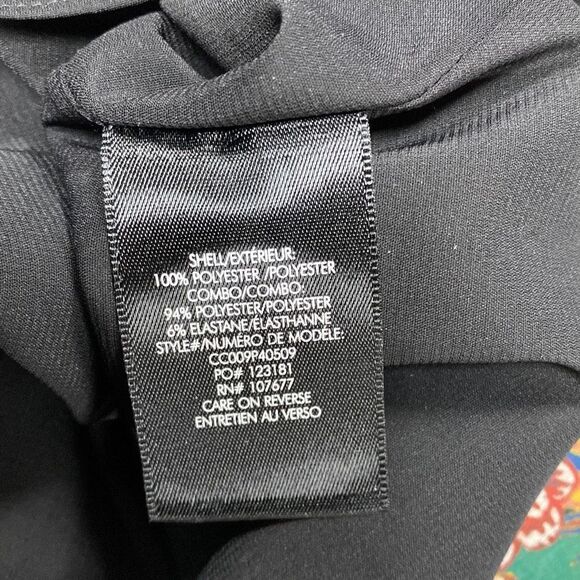 SHELL/EXTÉRIEUR:
100% POLYESTER /POLYESTER
COMBO/COMBO:
94% POLYESTER/POLYESTER
6% ELASTANE/ÉLASTHANNE
STYLE#/NUMÉRO DE MODÈLE:
CC009P40509
PO# 123181
RN# 107677
CARE ON REVERSE
ENTRETIEN AU VERSO